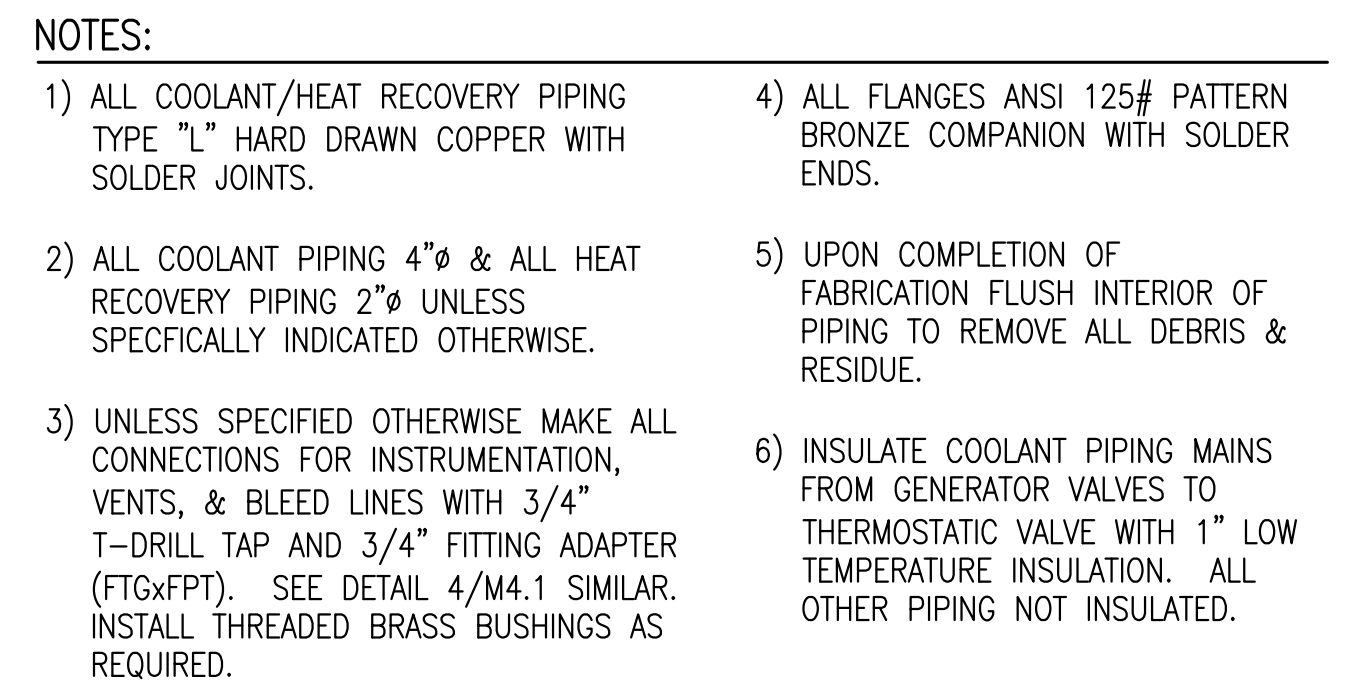 NOTES:
1) ALL COOLANT/HEAT RECOVERY PIPING
TYPE "L" HARD DRAWN COPPER WITH
SOLDER JOINTS.
2) ALL COOLANT PIPING 4"ø & ALL HEAT
RECOVERY PIPING 2"ø UNLESS
SPECFICALLY INDICATED OTHERWISE.
3) UNLESS SPECIFIED OTHERWISE MAKE ALL
CONNECTIONS FOR INSTRUMENTATION,
VENTS, & BLEED LINES WITH 3/4"
T-DRILL TAP AND 3/4" FITTING ADAPTER
(FTGxFPT). SEE DETAIL 4/M4.1 SIMILAR.
INSTALL THREADED BRASS BUSHINGS AS
REQUIRED.
4) ALL FLANGES ANSI 125# PATTERN
BRONZE COMPANION WITH SOLDER
ENDS.
5) UPON COMPLETION OF
FABRICATION FLUSH INTERIOR OF
PIPING TO REMOVE ALL DEBRIS &
RESIDUE.
6) INSULATE COOLANT PIPING MAINS
FROM GENERATOR VALVES TO
THERMOSTATIC VALVE WITH 1" LOW
TEMPERATURE INSULATION. ALL
OTHER PIPING NOT INSULATED.